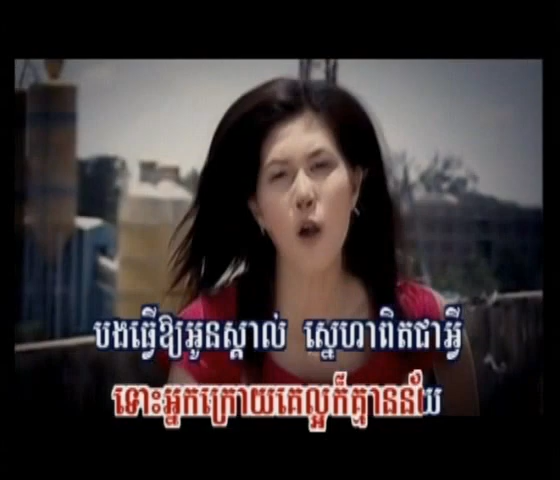 បងធ្វើឱ្យអូនស្គាល់ ស្នេហាពិតជាអ្វី
ទោះអ្នកក្រោយគេល្អក៏គ្មានន័យ